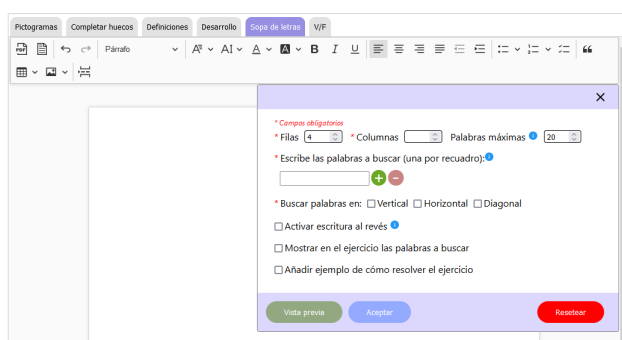 Pictogramas Completar huecos Definiciones Desarrollo Sopa de letras V/F
PDF Párrafo A AI A A B I U
* Campos obligatorios
* Filas 4 * Columnas Palabras máximas 20
* Escribe las palabras a buscar (una por recuadro):
* Buscar palabras en: Vertical Horizontal Diagonal
Activar escritura al revés
Mostrar en el ejercicio las palabras a buscar
Añadir ejemplo de cómo resolver el ejercicio
Vista previa Aceptar Resetear